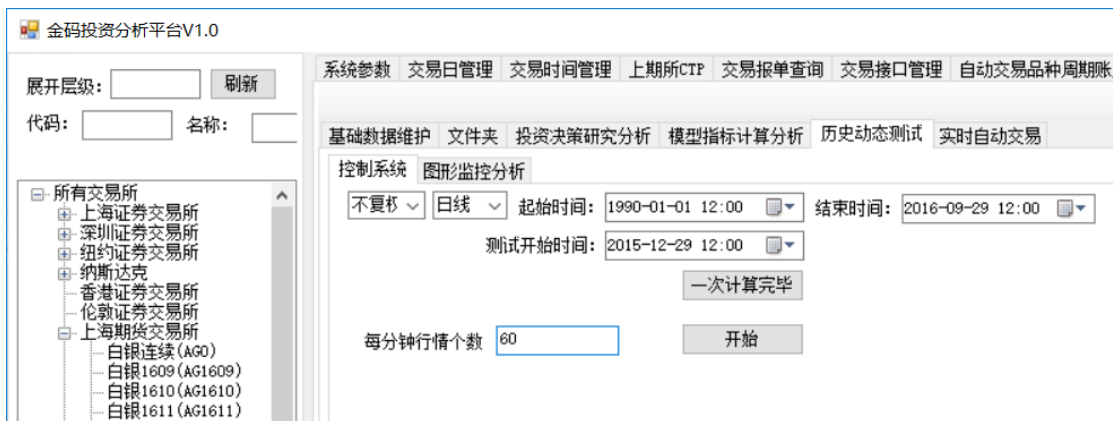 金码投资分析平台V1.0
展开层级： 刷新
代码： 名称：
所有交易所
上海证券交易所
深圳证券交易所
纽约证券交易所
纳斯达克
香港证券交易所
伦敦证券交易所
上海期货交易所
白银连续(AG0)
白银1609(AG1609)
白银1610(AG1610)
白银1611(AG1611)
系统参数 交易日管理 交易时间管理 上期所CTP 交易报单查询 交易接口管理 自动交易品种周期账
基础数据维护 文件夹 投资决策研究分析 模型指标计算分析 历史动态测试 实时自动交易
控制系统 图形监控分析
不复权 日线 起始时间： 1990-01-01 12:00 结束时间： 2016-09-29 12:00
测试开始时间： 2015-12-29 12:00
一次计算完毕
每分钟行情个数 60 开始